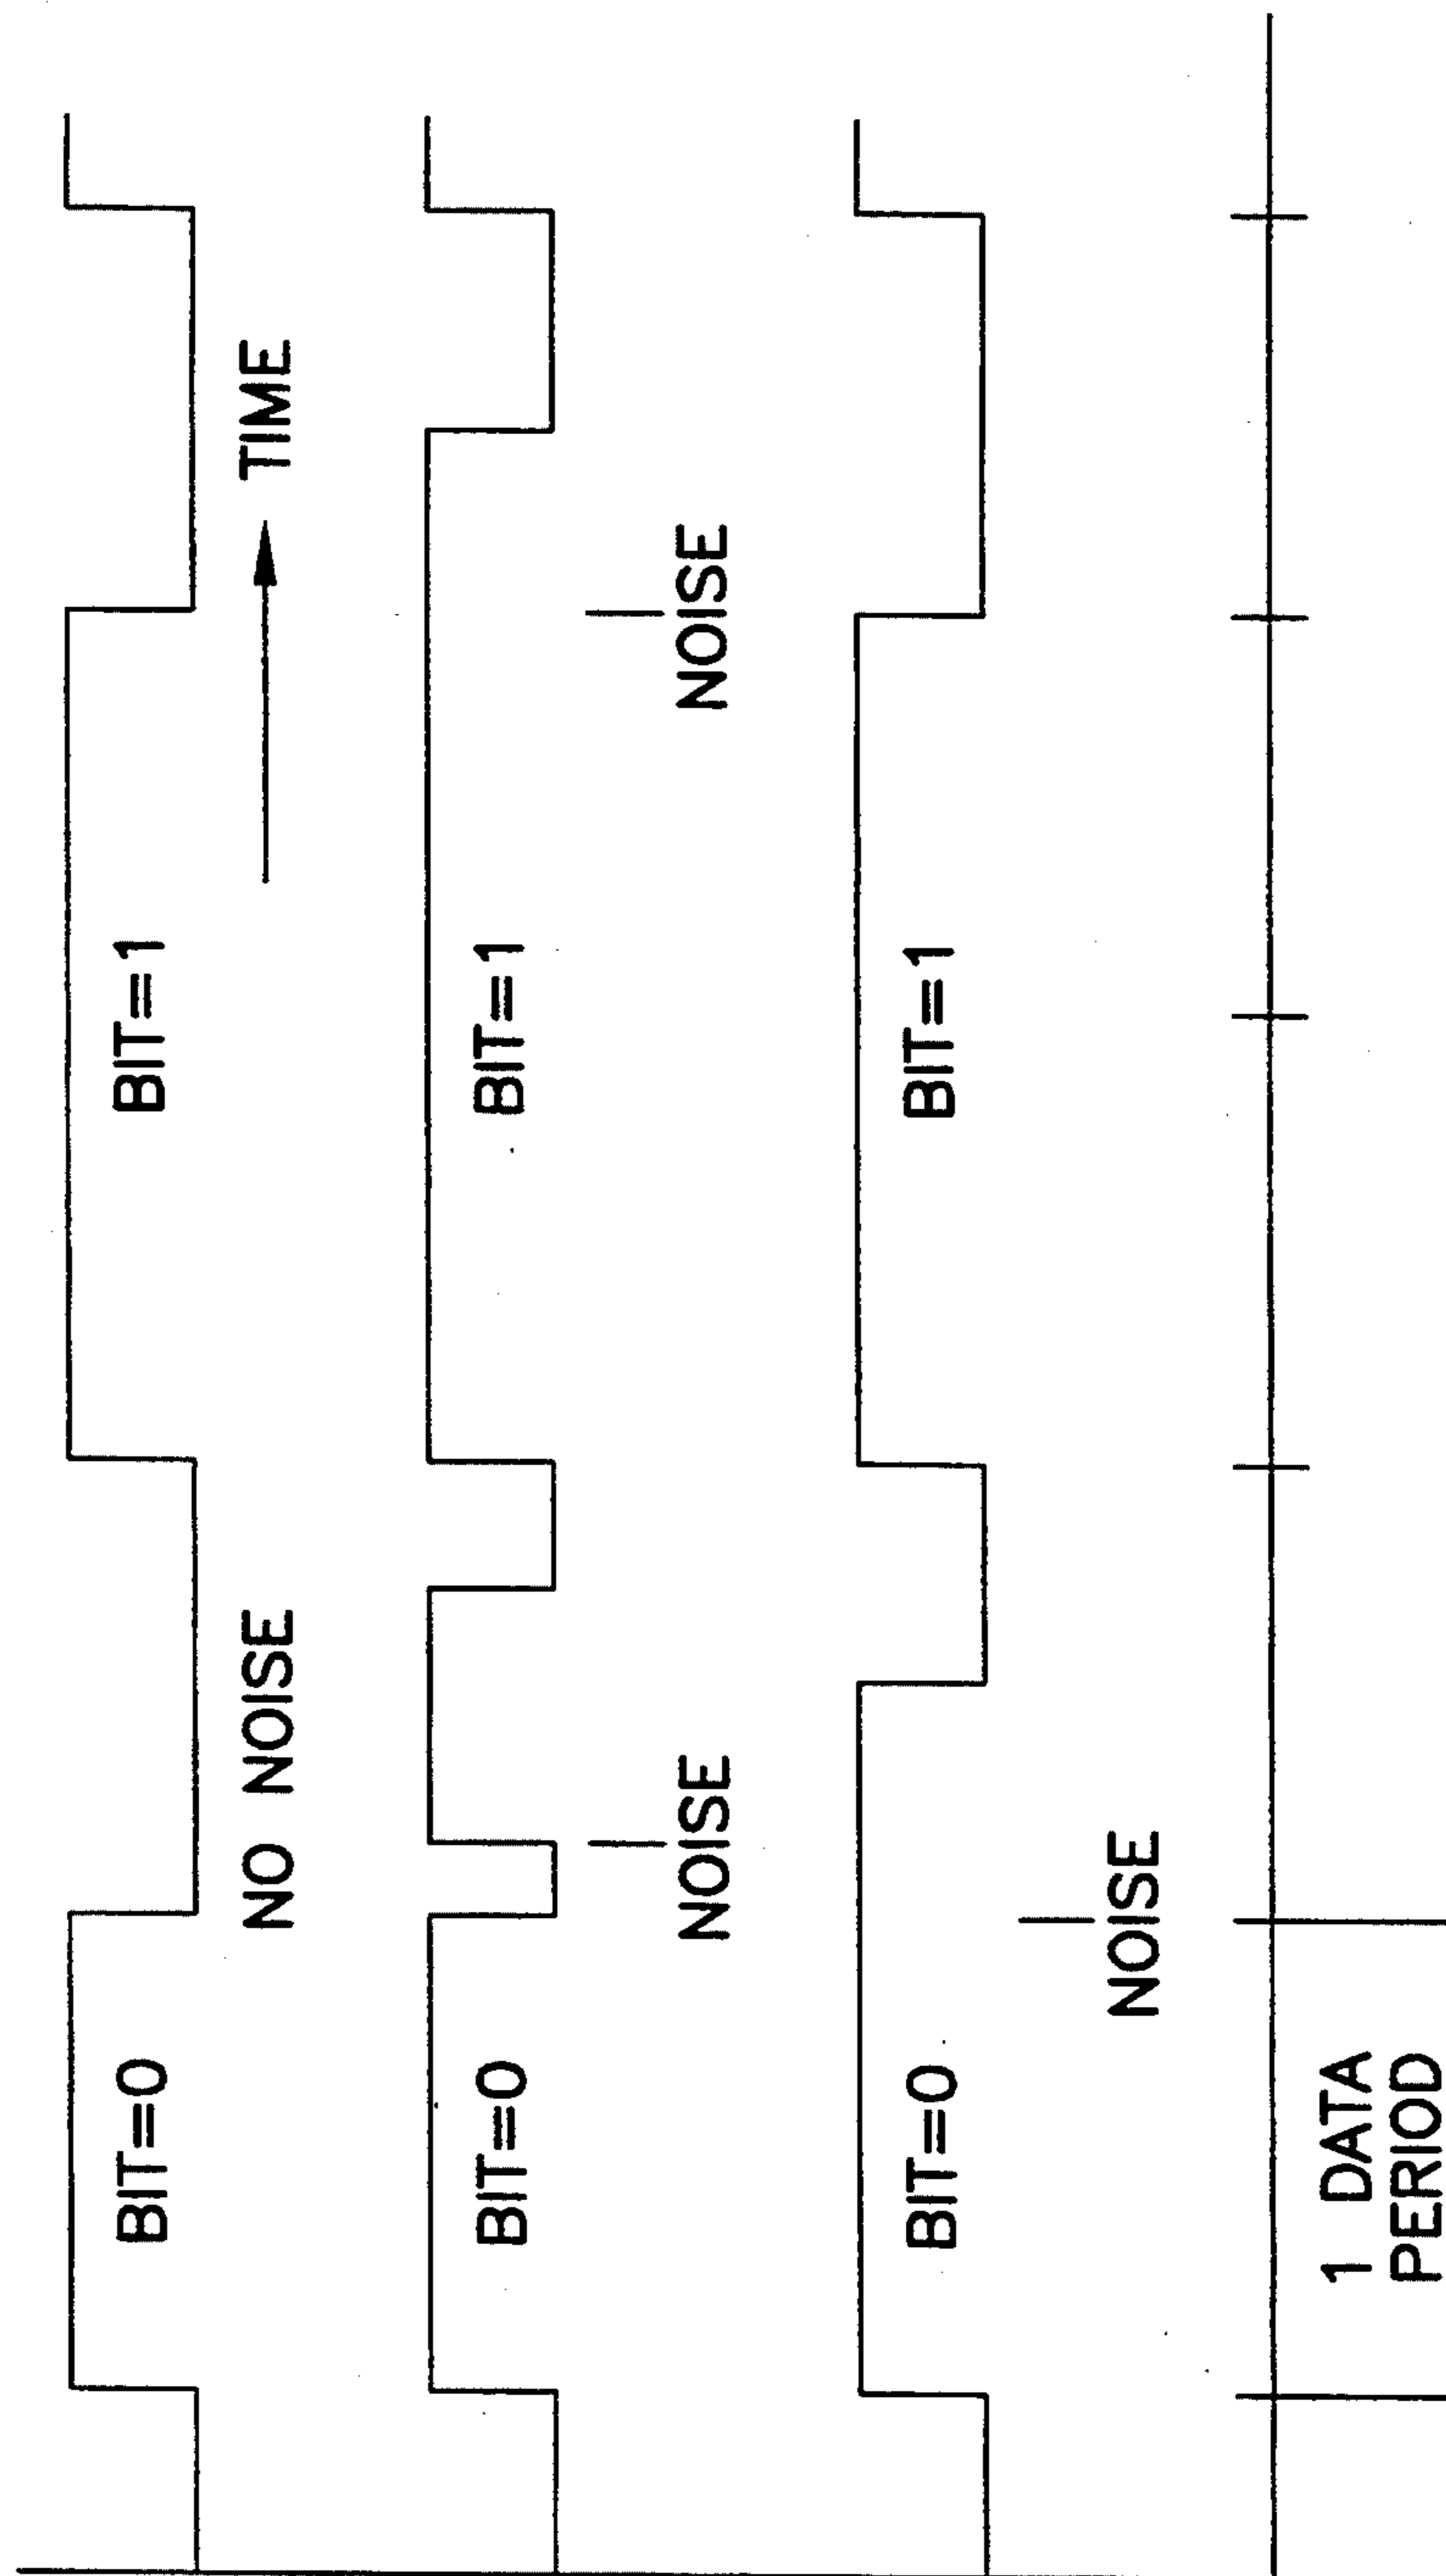 BIT=0
BIT=1
NO NOISE
TIME
BIT=0
BIT=1
NOISE
NOISE
BIT=0
BIT=1
NOISE
1 DATA
PERIOD